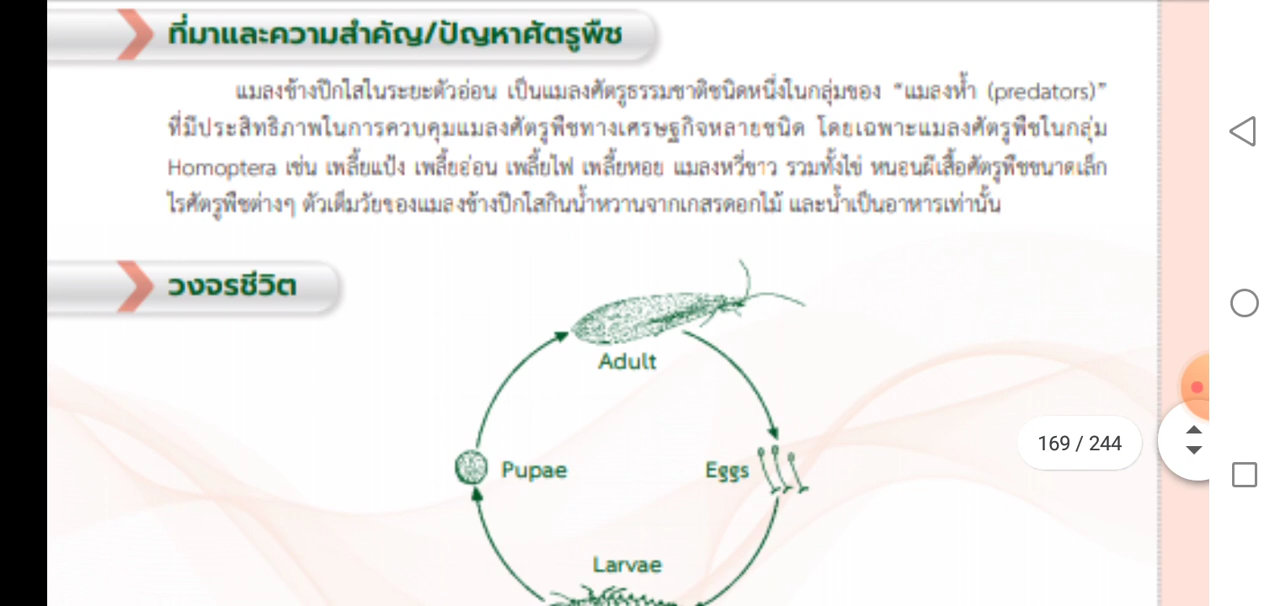 ที่มาและความสำคัญ/ปัญหาศัตรูพืช
แมลงช้างปีกใสในระยะตัวอ่อน เป็นแมลงศัตรูธรรมชาติชนิดหนึ่งในกลุ่มของ “แมลงห้ำ (predators)”
ที่มีประสิทธิภาพในการควบคุมแมลงศัตรูพืชทางเศรษฐกิจหลายชนิด โดยเฉพาะแมลงศัตรูพืชในกลุ่ม
Homoptera เช่น เพลี้ยแป้ง เพลี้ยอ่อน เพลี้ยไฟ เพลี้ยหอย แมลงหวี่ขาว รวมทั้งไข่ หนอนผีเสื้อศัตรูพืชขนาดเล็ก
ไรศัตรูพืชต่างๆ ตัวเต็มวัยของแมลงช้างปีกใสกินน้ำหวานจากเกสรดอกไม้ และน้ำเป็นอาหารเท่านั้น
วงจรชีวิต
Adult
169 / 244
Pupae
Eggs
Larvae